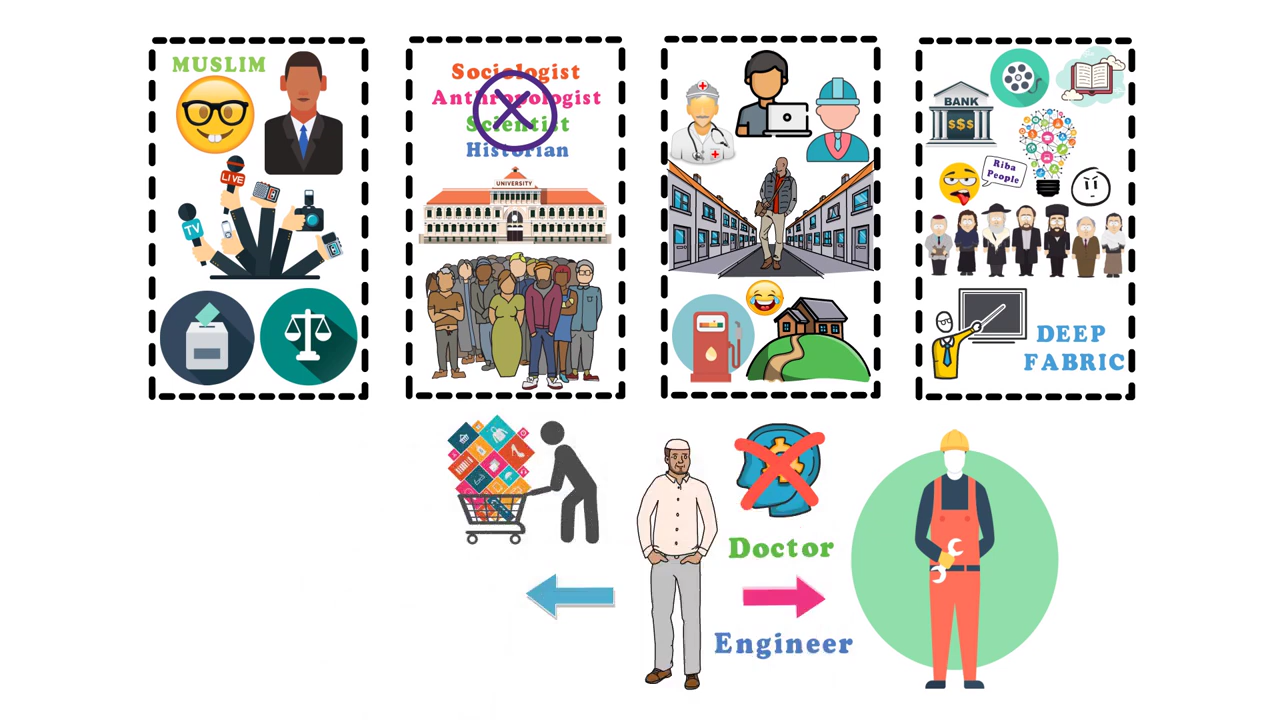 MUSLIM
LIVE
TV
Sociologist
Anthropologist
Scientist
Historian
UNIVERSITY
BANK
$$$
Riba
People
DEEP
FABRIC
Doctor
Engineer